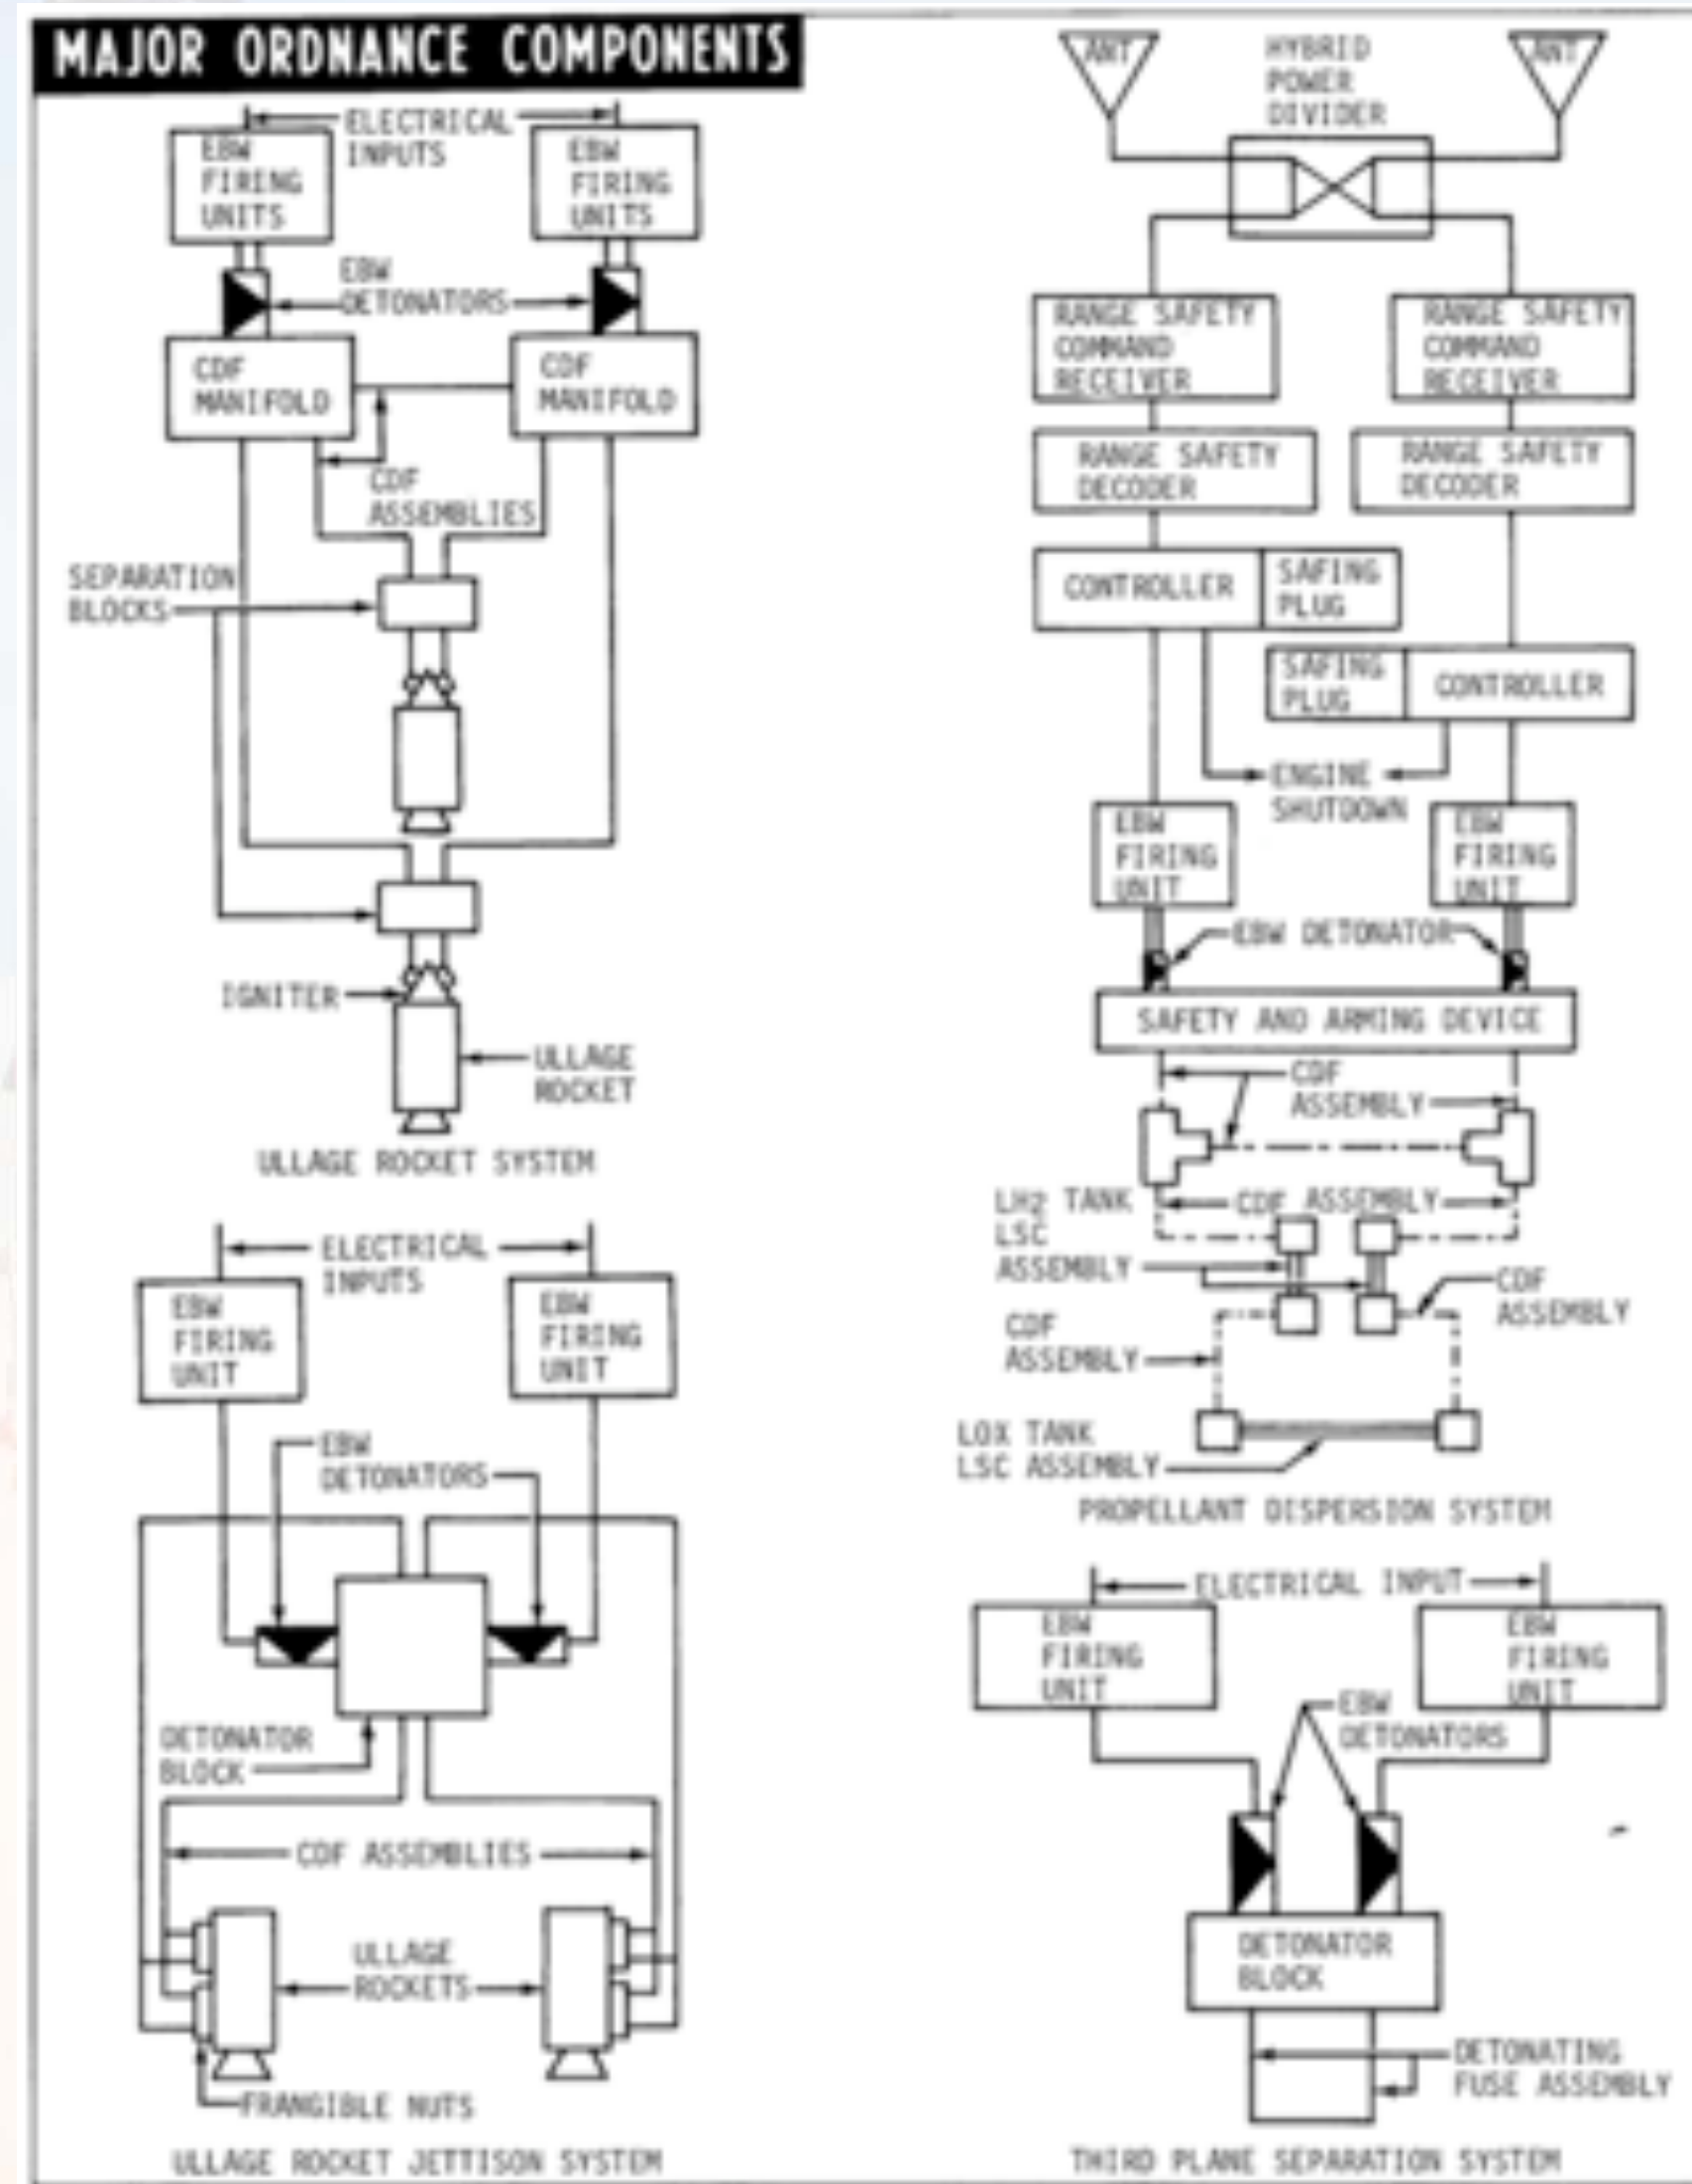 MAJOR ORDNANCE COMPONENTS
ELECTRICAL
INPUTS
EBW
FIRING
UNITS
EBW
FIRING
UNITS
EBW
DETONATORS
CDF
MANIFOLD
CDF
MANIFOLD
CDF
ASSEMBLIES
SEPARATION
BLOCKS
IGNITER
ULLAGE
ROCKET
ULLAGE ROCKET SYSTEM
ELECTRICAL
INPUTS
EBW
FIRING
UNIT
EBW
FIRING
UNIT
EBW
DETONATORS
DETONATOR
BLOCK
CDF ASSEMBLIES
ULLAGE
ROCKETS
FRANGIBLE NUTS
ULLAGE ROCKET JETTISON SYSTEM
ANT
HYBRID
POWER
DIVIDER
ANT
RANGE SAFETY
COMMAND
RECEIVER
RANGE SAFETY
COMMAND
RECEIVER
RANGE SAFETY
DECODER
RANGE SAFETY
DECODER
CONTROLLER
SAFING
PLUG
SAFING
PLUG
CONTROLLER
ENGINE
SHUTDOWN
EBW
FIRING
UNIT
EBW
FIRING
UNIT
EBW DETONATOR
SAFETY AND ARMING DEVICE
CDF
ASSEMBLY
LH2 TANK
LSC
ASSEMBLY
CDF ASSEMBLY
CDF
ASSEMBLY
CDF
ASSEMBLY
LOX TANK
LSC ASSEMBLY
PROPELLANT DISPERSION SYSTEM
ELECTRICAL INPUT
EBW
FIRING
UNIT
EBW
FIRING
UNIT
EBW
DETONATORS
DETONATOR
BLOCK
DETONATING
FUSE ASSEMBLY
THIRD PLANE SEPARATION SYSTEM